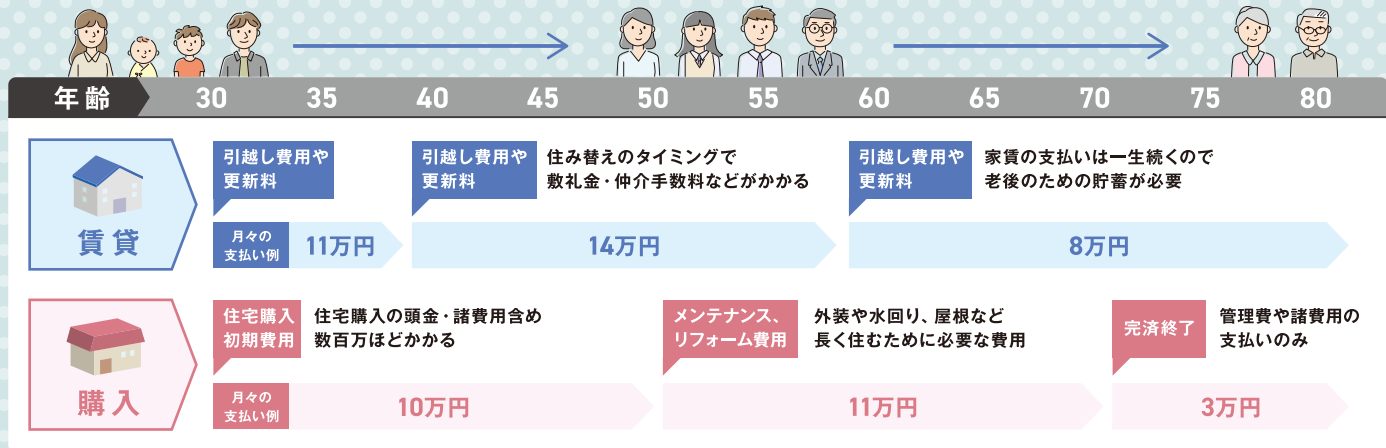 年齢 30 35 40 45 50 55 60 65 70 75 80
賃貸
引越し費用や
更新料
引越し費用や
更新料
住み替えのタイミングで
敷礼金・仲介手数料などがかかる
引越し費用や
更新料
家賃の支払いは一生続くので
老後のための貯蓄が必要
月々の
支払い例
11万円
14万円
8万円
購入
住宅購入
初期費用
住宅購入の頭金・諸費用含め
数百万ほどかかる
メンテナンス、
リフォーム費用
外装や水回り、屋根など
長く住むために必要な費用
完済終了
管理費や諸費用の
支払いのみ
月々の
支払い例
10万円
11万円
3万円